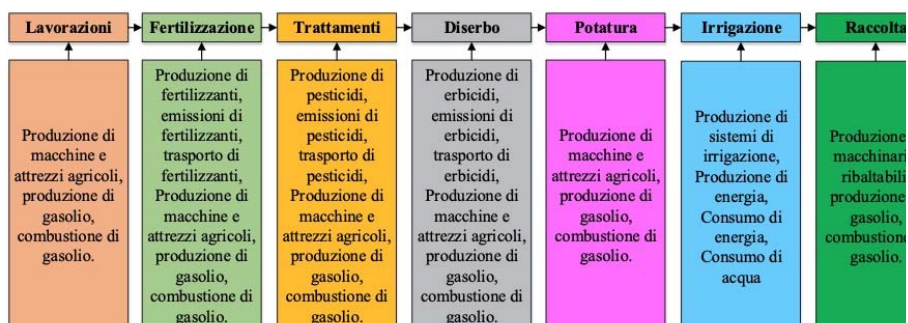 Lavorazioni
Fertilizzazione
Trattamenti
Diserbo
Potatura
Irrigazione
Raccolta
Produzione di
macchine e
attrezzi agricoli,
produzione di
gasolio,
combustione di
gasolio.
Produzione di
fertilizzanti,
emissioni di
fertilizzanti,
trasporto di
fertilizzanti,
Produzione di
macchine e
attrezzi agricoli,
produzione di
gasolio,
combustione di
gasolio.
Produzione di
pesticidi,
emissioni di
pesticidi,
trasporto di
pesticidi,
Produzione di
macchine e
attrezzi agricoli,
produzione di
gasolio,
combustione di
gasolio.
Produzione di
erbicidi,
emissioni di
erbicidi,
trasporto di
erbicidi,
Produzione di
macchine e
attrezzi agricoli,
produzione di
gasolio,
combustione di
gasolio.
Produzione di
macchine e
attrezzi agricoli,
produzione di
gasolio,
combustione di
gasolio.
Produzione di
sistemi di
irrigazione,
Produzione di
energia,
Consumo di
energia,
Consumo di
acqua
Produzione
macchinari
ribaltabili
produzione
gasolio,
combustione
gasolio.